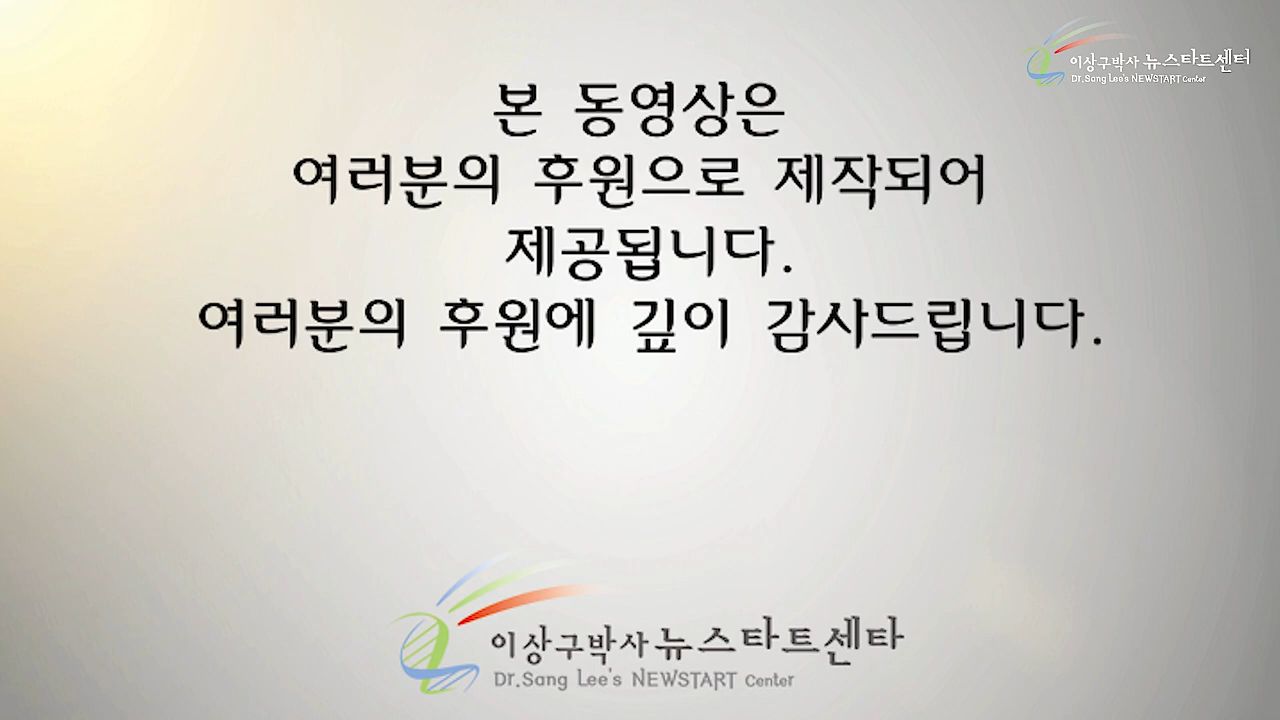 이상구박사 뉴스타트센터
Dr.Sang Lee's NEWSTART Center
본 동영상은
여러분의 후원으로 제작되어
제공됩니다.
여러분의 후원에 깊이 감사드립니다.
이상구박사 뉴스타트센타
Dr.Sang Lee's NEWSTART Center